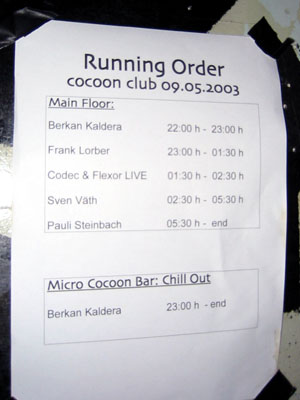 Running Order
cocoon club 09.05.2003
Main Floor:
Berkan Kaldera 22:00 h - 23:00 h
Frank Lorber 23:00 h - 01:30 h
Codec & Flexor LIVE 01:30 h - 02:30 h
Sven Väth 02:30 h - 05:30 h
Pauli Steinbach 05:30 h - end
Micro Cocoon Bar: Chill Out
Berkan Kaldera 23:00 h - end